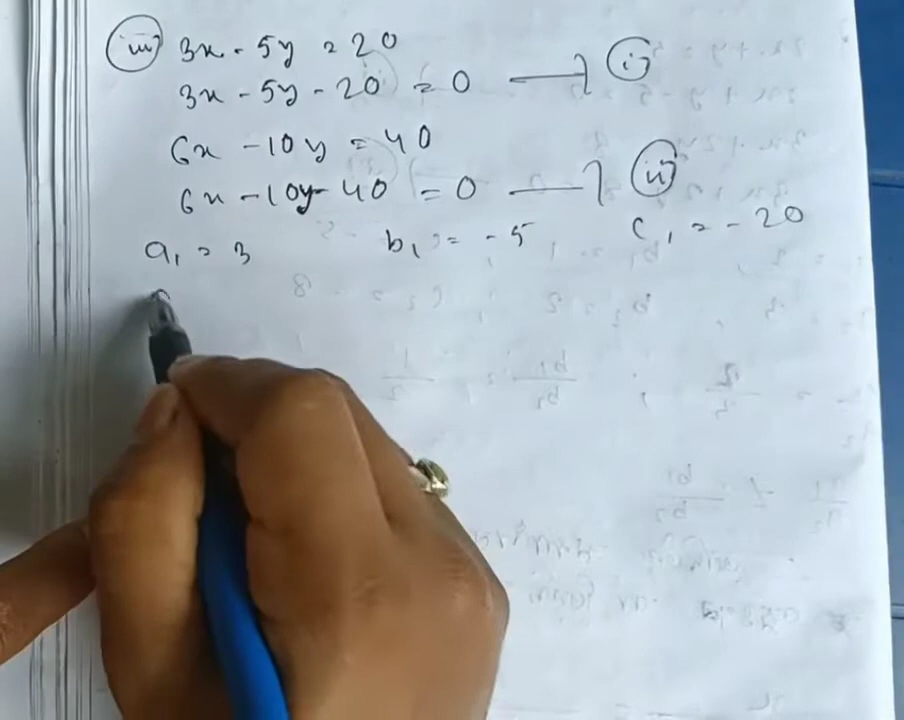 (iii) 3x - 5y = 20
3x - 5y - 20 = 0 → (i)
6x - 10y = 40
6x - 10y - 40 = 0 → (ii)
a₁ = 3 b₁ = -5 c₁ = -20